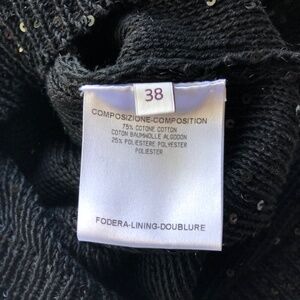 38
COMPOSIZIONE-COMPOSITION
75% COTONE COTTON
COTON BAUMWOLLE ALGODON
25% POLIESTERE POLYESTER
POLIESTER
FODERA-LINING-DOUBLURE